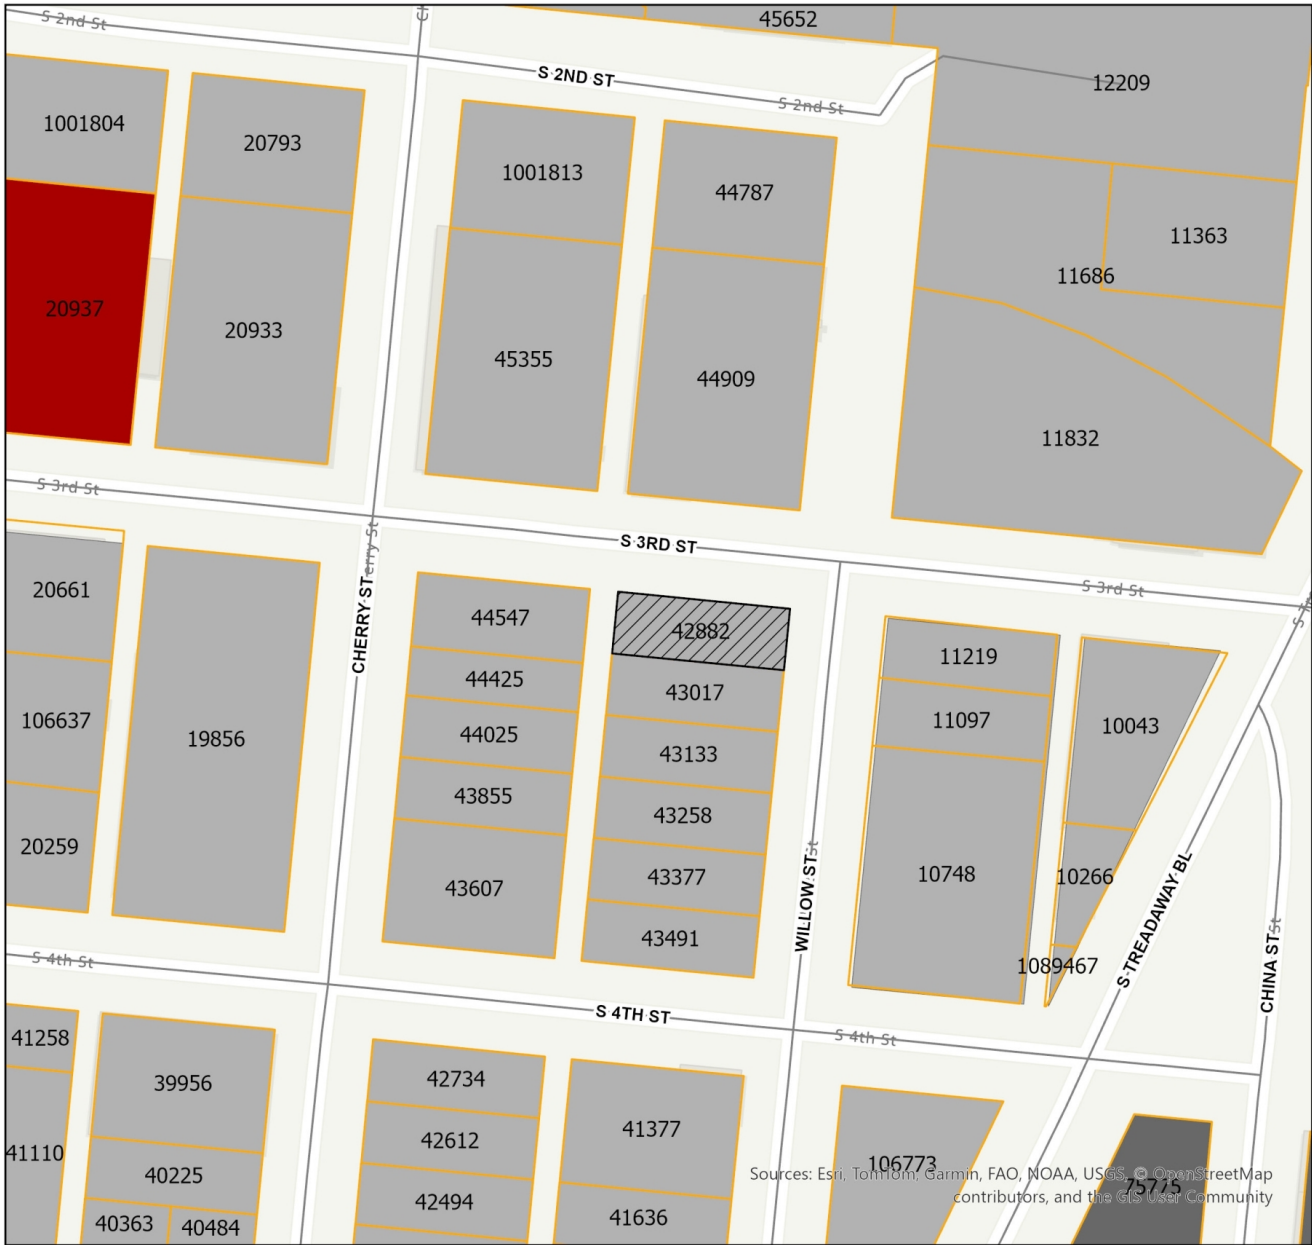 45652
S 2nd St
S 2ND ST
S 2nd St
12209
1001804
20793
1001813
44787
11363
11686
20937
20933
45355
44909
11832
S 3rd St
S 3RD ST
S 3rd St
CHERRY ST
erry St
20661
106637
20259
19856
44547
44425
44025
43855
43607
42882
43017
43133
43258
43377
43491
WILLOW ST
St
11219
11097
10748
10043
10266
1089467
S TREADAWAY BL
CHINA ST
St
S 4th St
S 4TH ST
S 4th St
41258
41110
39956
40225
40363
40484
42734
42612
42494
41377
41636
106773
75775
Sources: Esri, TomTom, Garmin, FAO, NOAA, USGS, © OpenStreetMap
contributors, and the GIS User Community